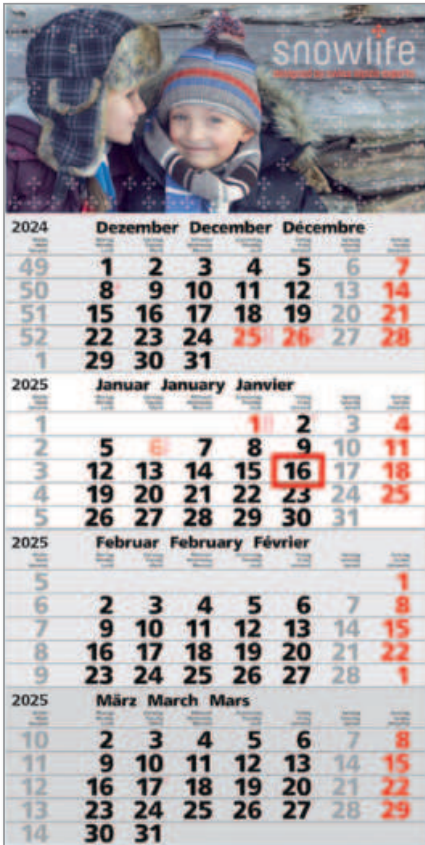 snowlife
2024 Dezember December Décembre
49 1 2 3 4 5 6 7
50 8 9 10 11 12 13 14
51 15 16 17 18 19 20 21
52 22 23 24 25 26 27 28
1 29 30 31
2025 Januar January Janvier
1 1 2 3 4
2 5 6 7 8 9 10 11
3 12 13 14 15 16 17 18
4 19 20 21 22 23 24 25
5 26 27 28 29 30 31
2025 Februar February Février
5 1
6 2 3 4 5 6 7 8
7 9 10 11 12 13 14 15
8 16 17 18 19 20 21 22
9 23 24 25 26 27 28 1
2025 März March Mars
10 2 3 4 5 6 7 8
11 9 10 11 12 13 14 15
12 16 17 18 19 20 21 22
13 23 24 25 26 27 28 29
14 30 31